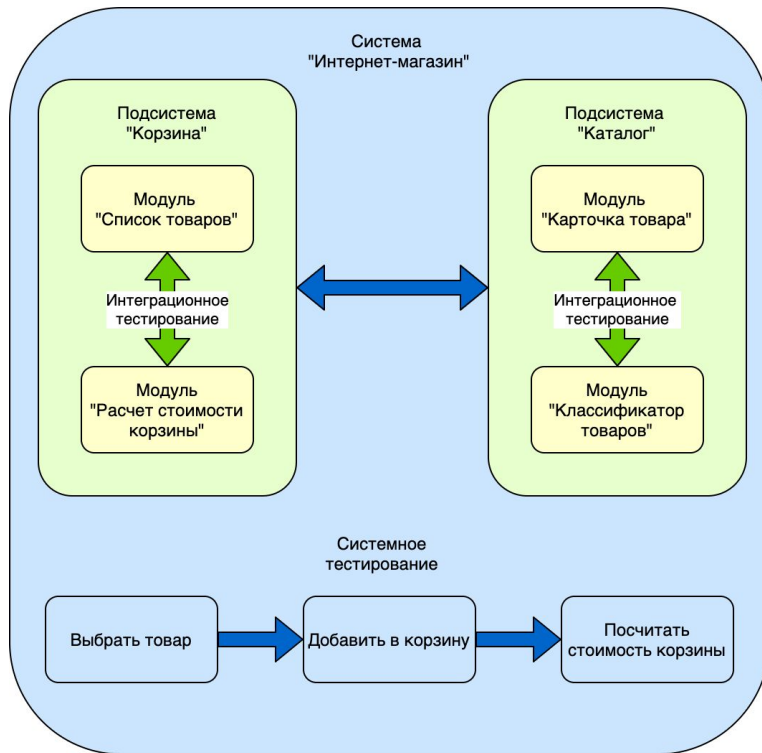 Система
"Интернет-магазин"
Подсистема
"Корзина"
Модуль
"Список товаров"
Интеграционное
тестирование
Модуль
"Расчет стоимости
корзины"
Подсистема
"Каталог"
Модуль
"Карточка товара"
Интеграционное
тестирование
Модуль
"Классификатор
товаров"
Системное
тестирование
Выбрать товар
Добавить в корзину
Посчитать
стоимость корзины